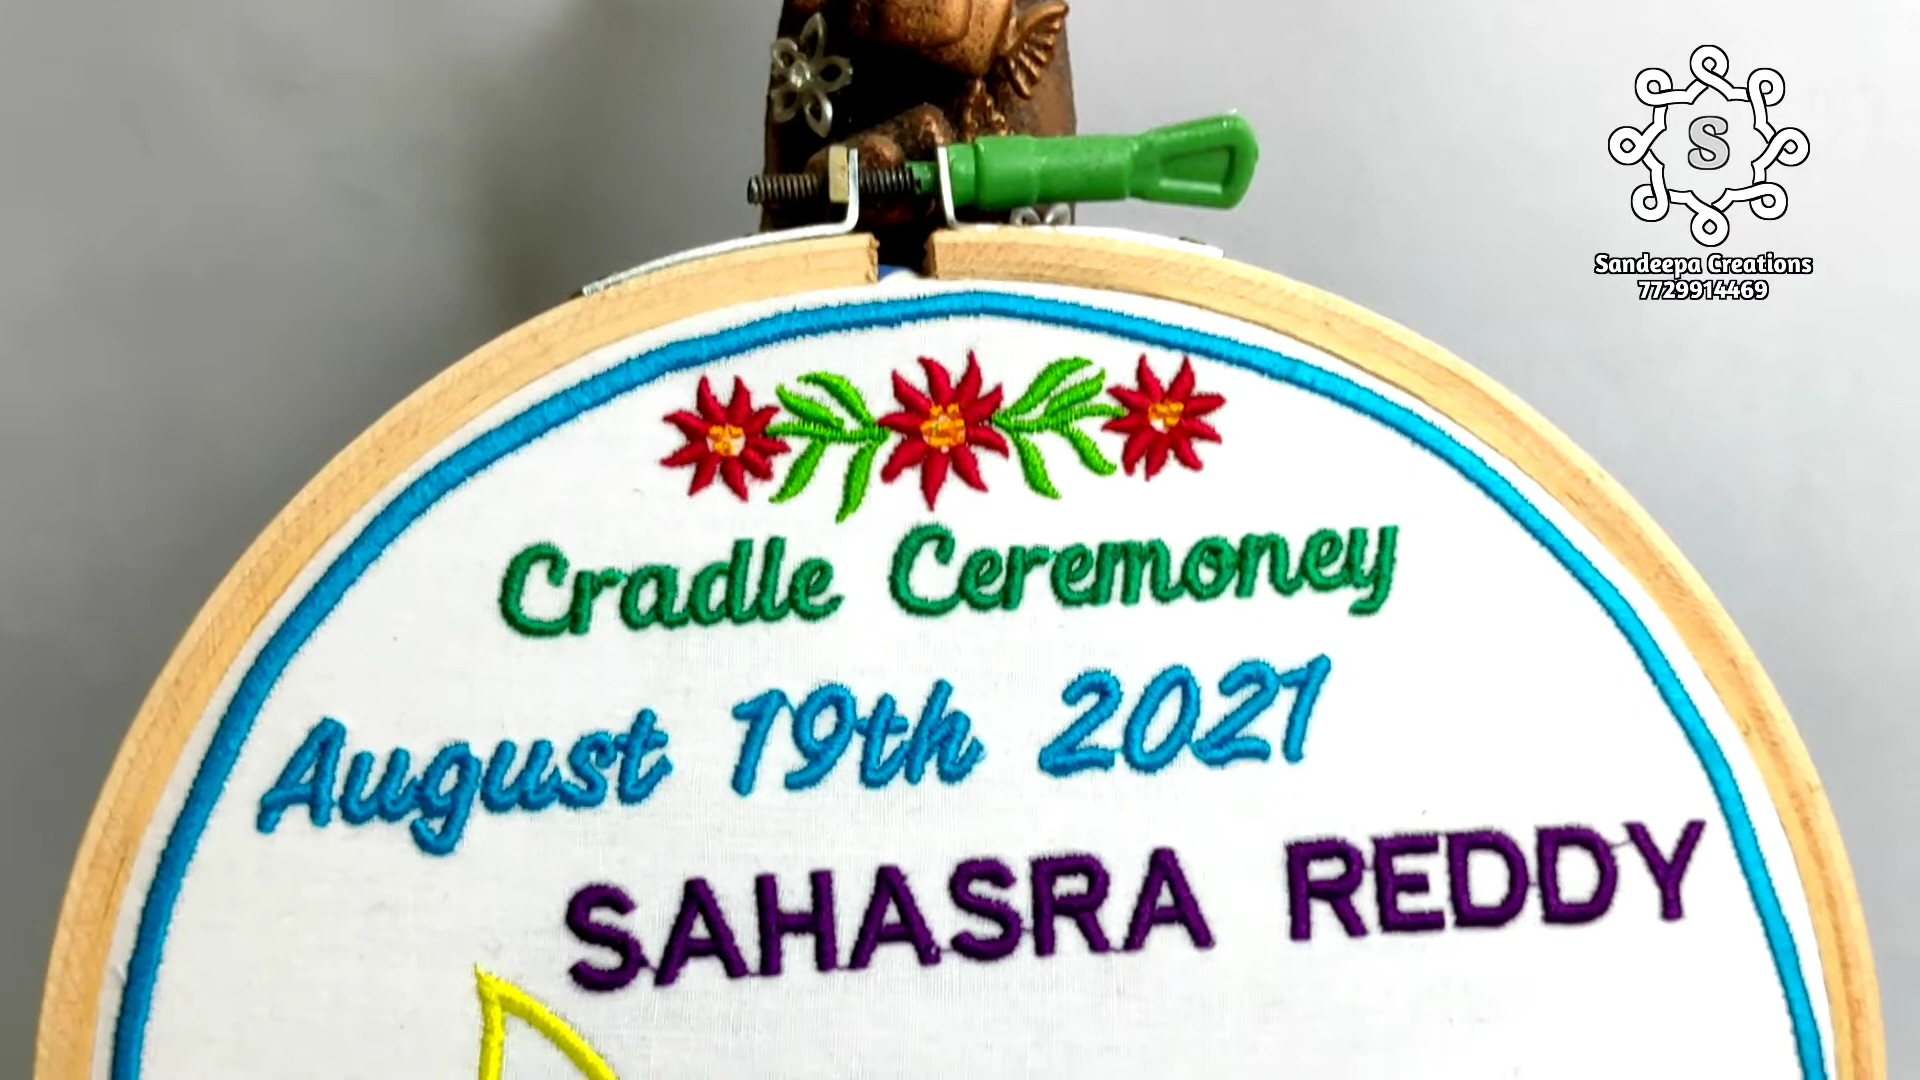 S
Sandeepa Creations
7729914469
Cradle Ceremoney
August 19th 2021
SAHASRA REDDY